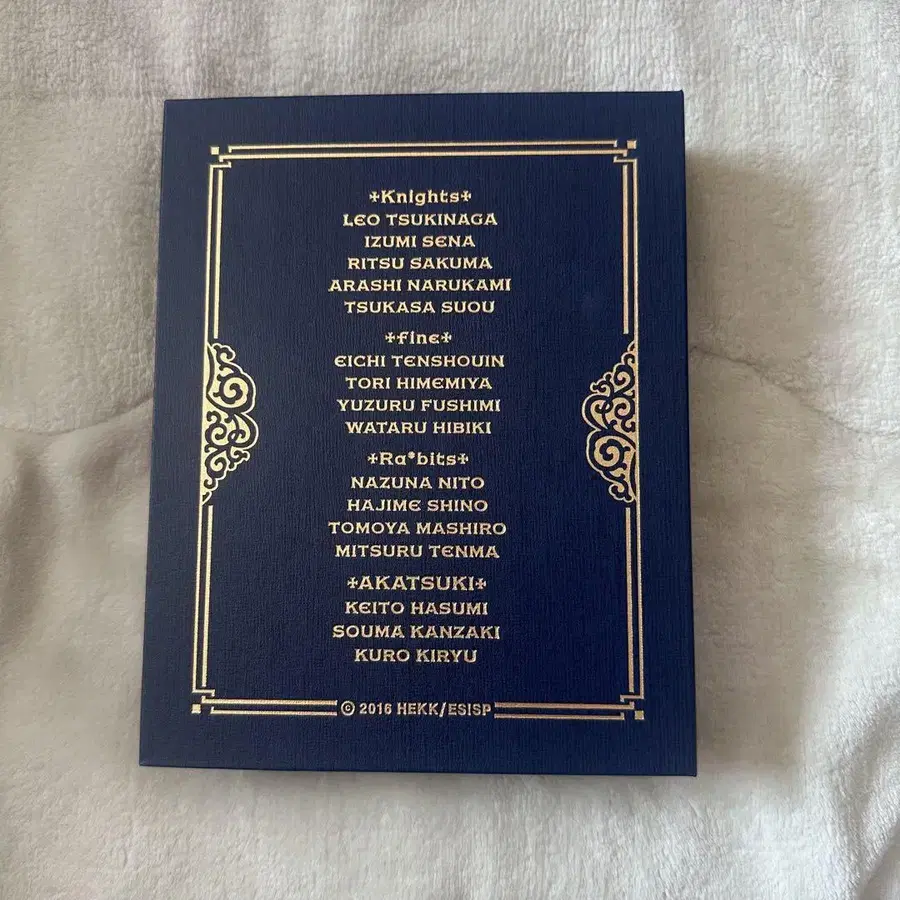 ✠Knights✠
LEO TSUKINAGA
IZUMI SENA
RITSU SAKUMA
ARASHI NARUKAMI
TSUKASA SUOU
✠fine✠
EICHI TENSHOUIN
TORI HIMEMIYA
YUZURU FUSHIMI
WATARU HIBIKI
✠Ra*bits✠
NAZUNA NITO
HAJIME SHINO
TOMOYA MASHIRO
MITSURU TENMA
✠AKATSUKI✠
KEITO HASUMI
SOUMA KANZAKI
KURO KIRYU
© 2016 HEKK/ESISP